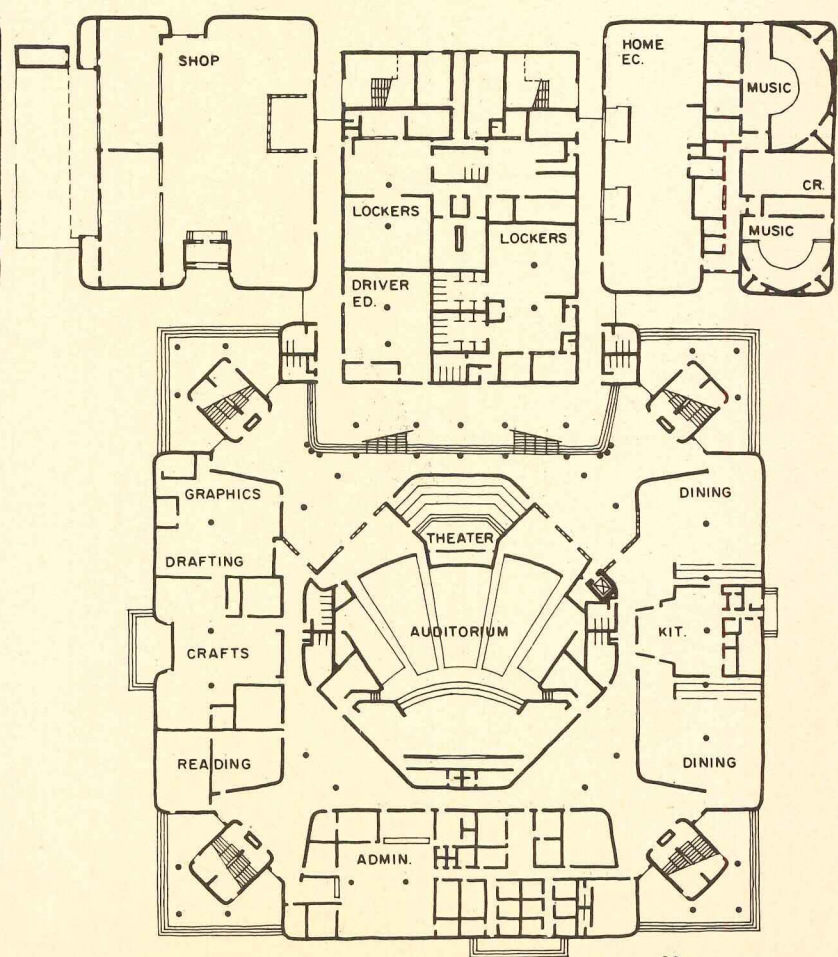 SHOP
HOME
EC.
MUSIC
CR.
MUSIC
LOCKERS
LOCKERS
DRIVER
ED.
GRAPHICS
DINING
THEATER
DRAFTING
AUDITORIUM
KIT.
CRAFTS
READING
DINING
ADMIN.